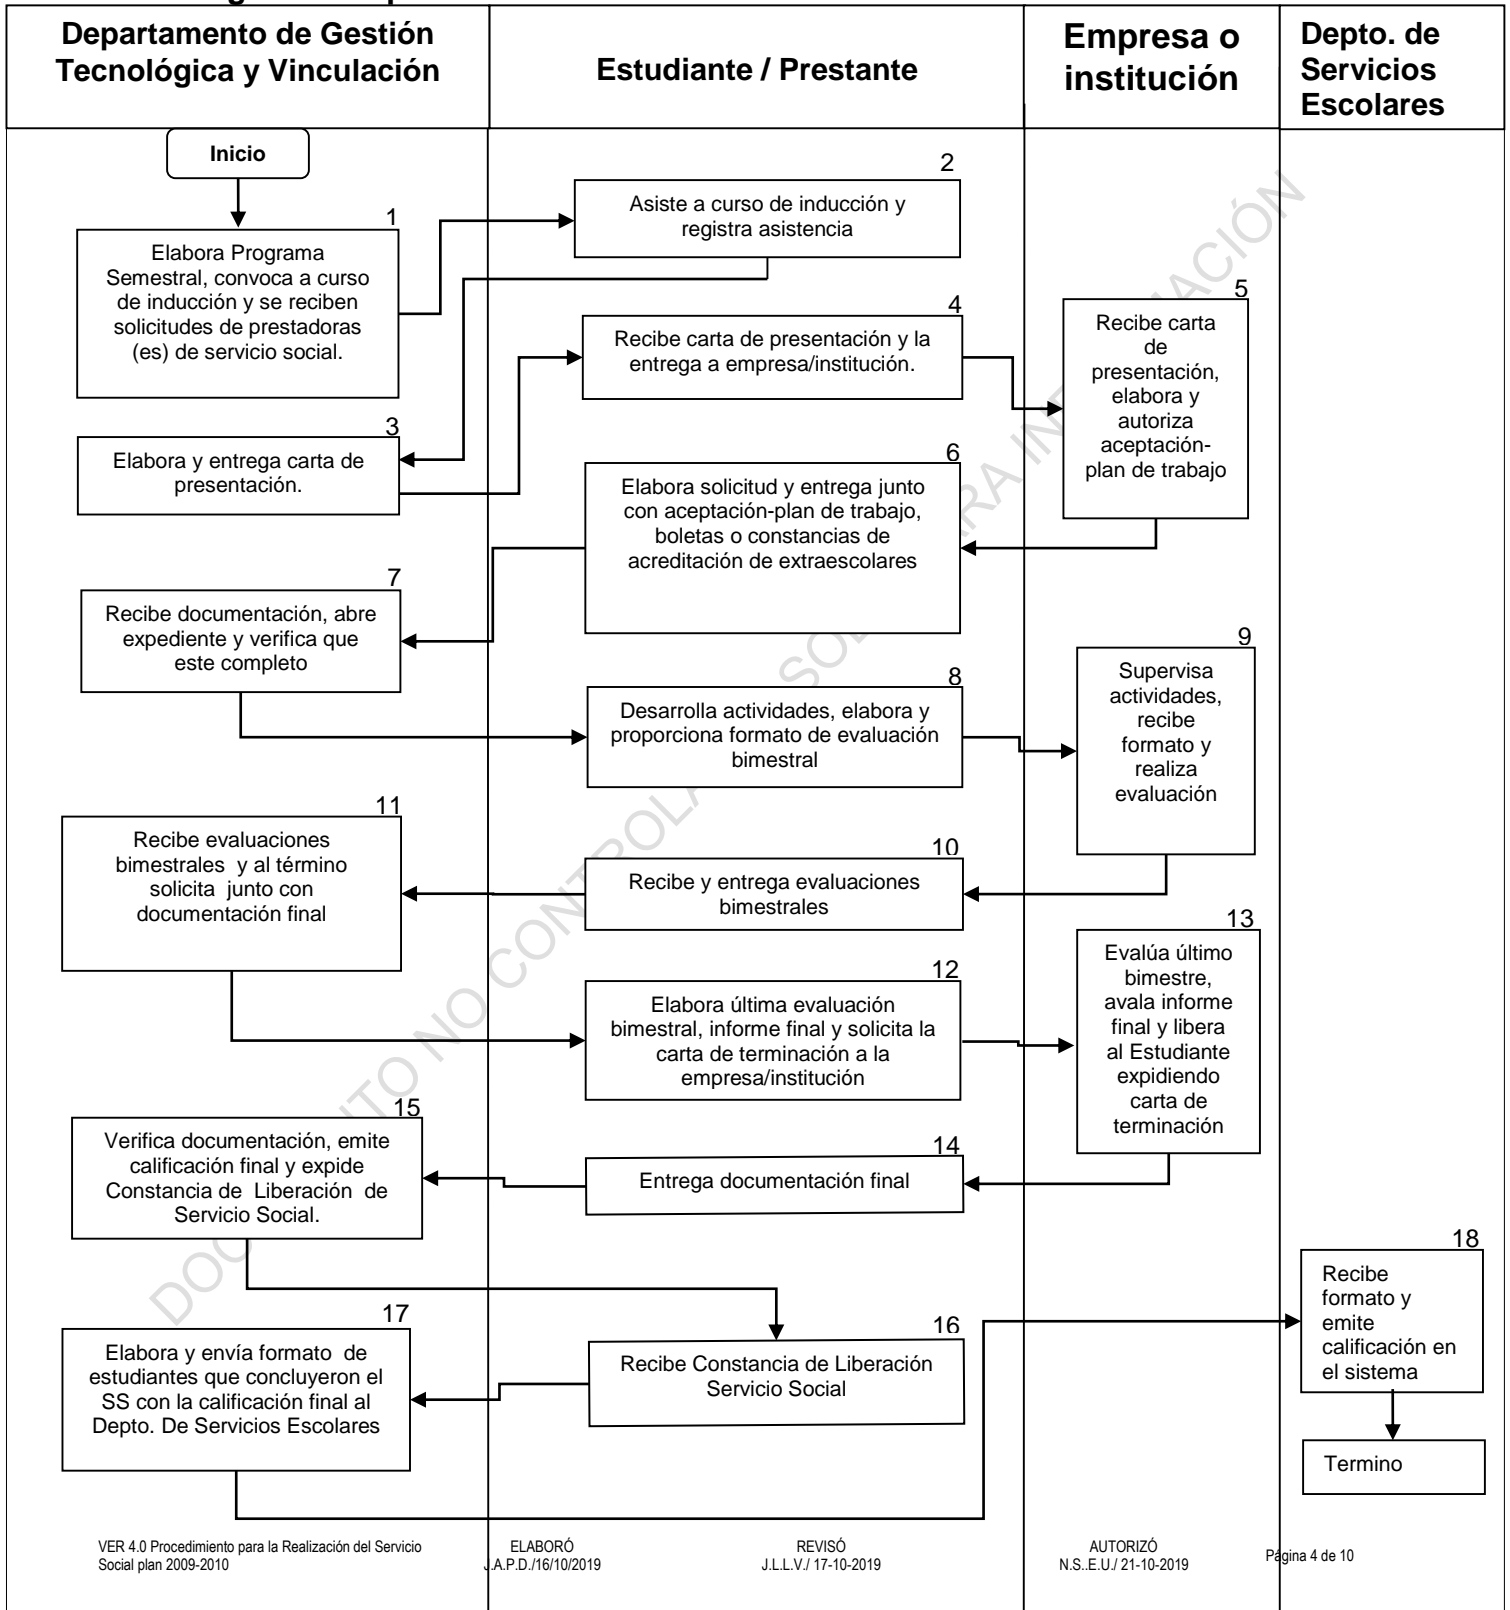 Departamento de Gestión
Tecnológica y Vinculación
Estudiante / Prestante
Empresa o
institución
Depto. de
Servicios
Escolares
Inicio
1
Elabora Programa
Semestral, convoca a curso
de inducción y se reciben
solicitudes de prestadoras
(es) de servicio social.
2
Asiste a curso de inducción y
registra asistencia
3
Elabora y entrega carta de
presentación.
4
Recibe carta de presentación y la
entrega a empresa/institución.
5
Recibe carta
de
presentación,
elabora y
autoriza
aceptación-
plan de trabajo
6
Elabora solicitud y entrega junto
con aceptación-plan de trabajo,
boletas o constancias de
acreditación de extraescolares
7
Recibe documentación, abre
expediente y verifica que
este completo
8
Desarrolla actividades, elabora y
proporciona formato de evaluación
bimestral
9
Supervisa
actividades,
recibe
formato y
realiza
evaluación
10
Recibe y entrega evaluaciones
bimestrales
11
Recibe evaluaciones
bimestrales y al término
solicita junto con
documentación final
12
Elabora última evaluación
bimestral, informe final y solicita la
carta de terminación a la
empresa/institución
13
Evalúa último
bimestre,
avala informe
final y libera
al Estudiante
expidiendo
carta de
terminación
14
Entrega documentación final
15
Verifica documentación, emite
calificación final y expide
Constancia de Liberación de
Servicio Social.
16
Recibe Constancia de Liberación
Servicio Social
17
Elabora y envía formato de
estudiantes que concluyeron el
SS con la calificación final al
Depto. De Servicios Escolares
18
Recibe
formato y
emite
calificación en
el sistema
Termino
NO
VER 4.0 Procedimiento para la Realización del Servicio
Social plan 2009-2010
ELABORÓ
J.A.P.D./16/10/2019
REVISÓ
J.L.L.V./ 17-10-2019
AUTORIZÓ
N.S..E.U./ 21-10-2019
Página 4 de 10